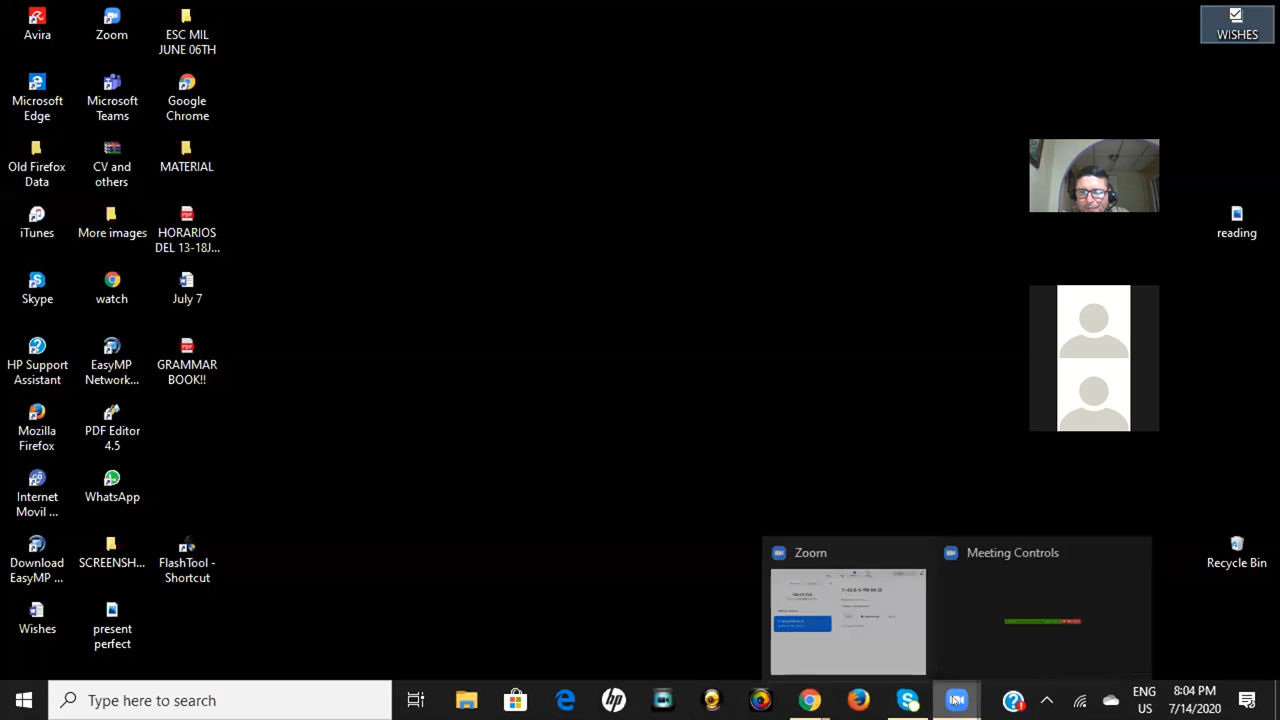 Avira
Zoom
ESC MIL
JUNE 06TH
WISHES
Microsoft
Edge
Microsoft
Teams
Google
Chrome
Old Firefox
Data
CV and
others
MATERIAL
iTunes
More images
HORARIOS
DEL 13-18J...
reading
Skype
watch
July 7
HP Support
Assistant
EasyMP
Network...
GRAMMAR
BOOK!!
Mozilla
Firefox
PDF Editor
4.5
Internet
Movil ...
WhatsApp
Download
EasyMP ...
SCREENSH...
FlashTool -
Shortcut
Zoom
Meeting Controls
Recycle Bin
Wishes
present
perfect
Type here to search
ENG
US
8:04 PM
7/14/2020